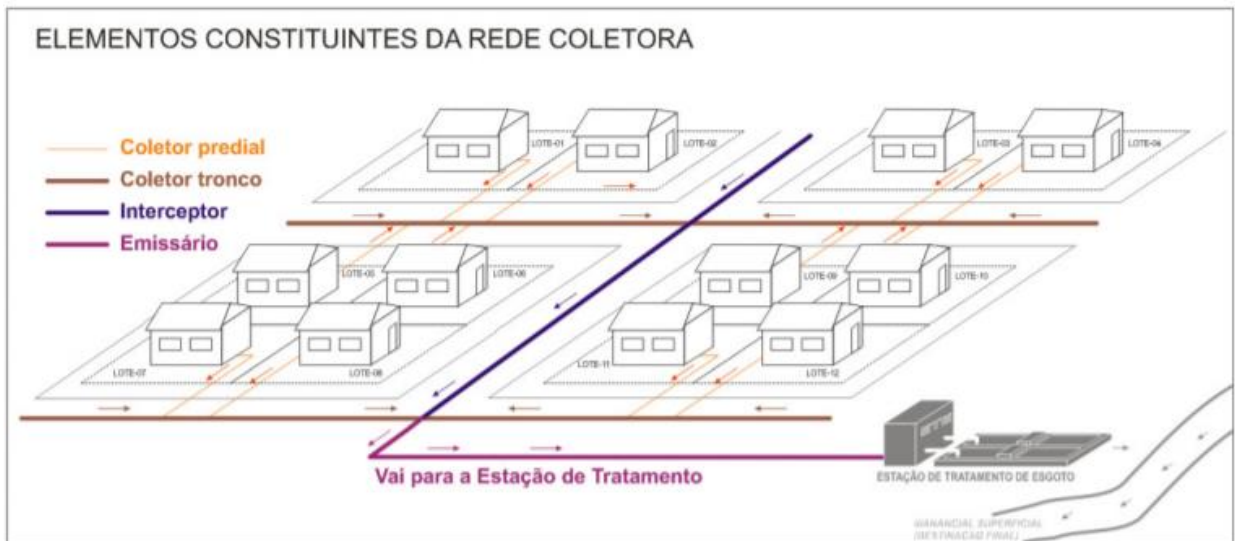 ELEMENTOS CONSTITUINTES DA REDE COLETORA
Coletor predial
Coletor tronco
Interceptor
Emissário
LOTE-01
LOTE-02
LOTE-03
LOTE-04
LOTE-05
LOTE-06
LOTE-09
LOTE-10
LOTE-07
LOTE-08
LOTE-11
LOTE-12
Vai para a Estação de Tratamento
ESTAÇÃO DE TRATAMENTO DE ESGOTO
MANANCIAL SUPERFICIAL
(DESTINAÇÃO FINAL)